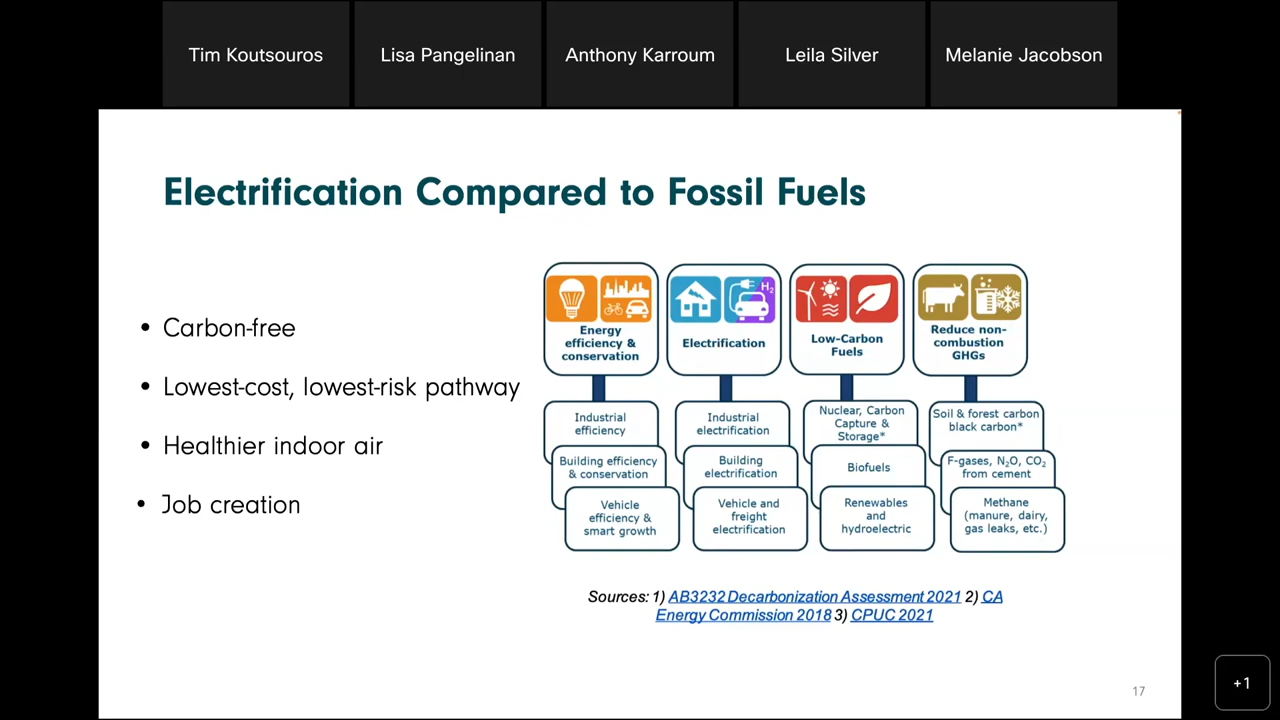 Tim Koutsouros
Lisa Pangelinan
Anthony Karroum
Leila Silver
Melanie Jacobson
Electrification Compared to Fossil Fuels
• Carbon-free
• Lowest-cost, lowest-risk pathway
• Healthier indoor air
• Job creation
Energy
efficiency &
conservation
Industrial
efficiency
Building efficiency
& conservation
Vehicle
efficiency &
smart growth
H2
Electrification
Industrial
electrification
Building
electrification
Vehicle and
freight
electrification
Low-Carbon
Fuels
Nuclear, Carbon
Capture &
Storage*
Biofuels
Renewables
and
hydroelectric
Reduce non-
combustion
GHGs
Soil & forest carbon
black carbon*
F-gases, N2O, CO2
from cement
Methane
(manure, dairy,
gas leaks, etc.)
Sources: 1) AB3232 Decarbonization Assessment 2021 2) CA
Energy Commission 2018 3) CPUC 2021
17
+1